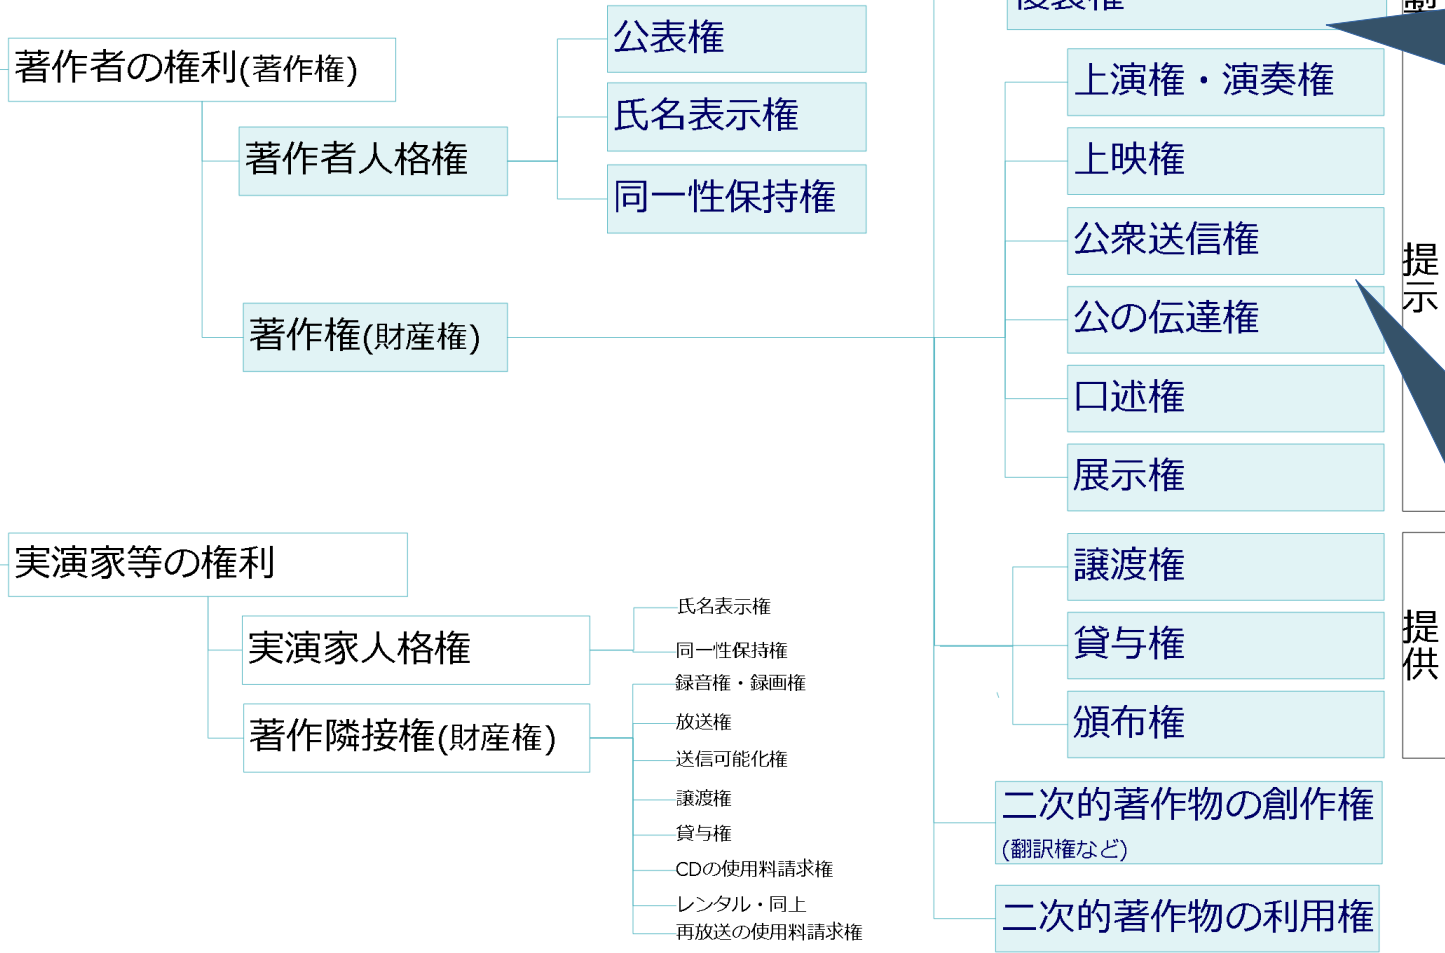 著作者の権利(著作権)
著作者人格権
公表権
氏名表示権
同一性保持権
著作権(財産権)
複製権
上演権・演奏権
上映権
公衆送信権
公の伝達権
口述権
展示権
提示
譲渡権
貸与権
頒布権
提供
二次的著作物の創作権
(翻訳権など)
二次的著作物の利用権
実演家等の権利
実演家人格権
氏名表示権
同一性保持権
著作隣接権(財産権)
録音権・録画権
放送権
送信可能化権
譲渡権
貸与権
CDの使用料請求権
レンタル・同上
再放送の使用料請求権